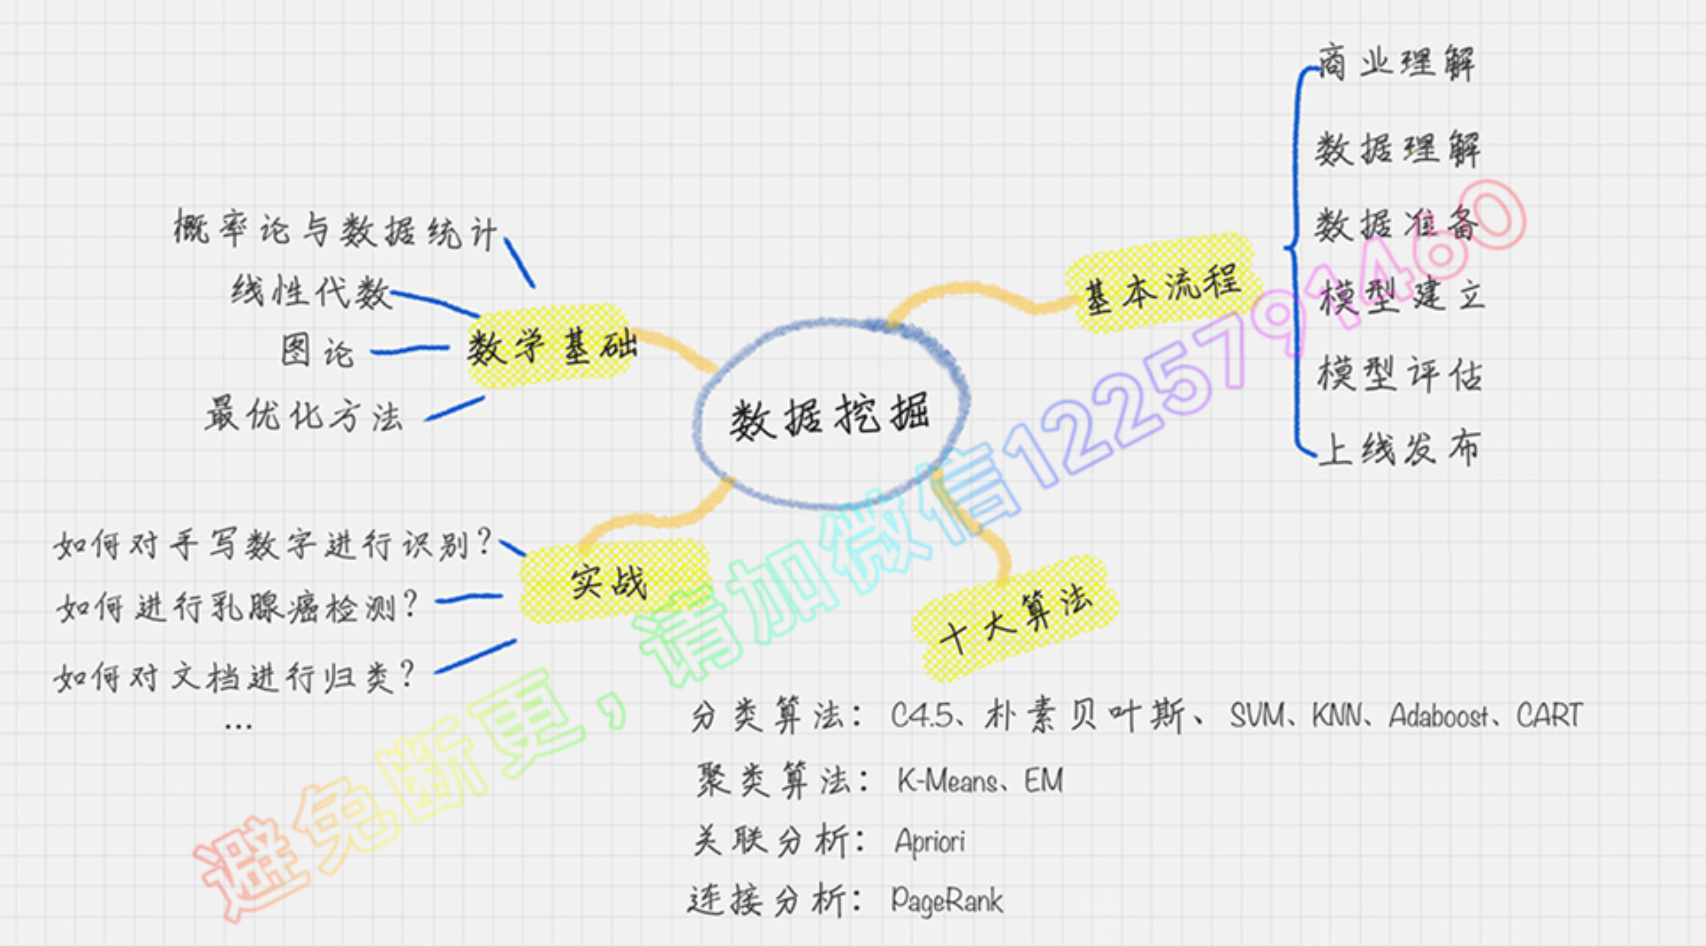 数据挖掘
基本流程
商业理解
数据理解
数据准备
模型建立
模型评估
上线发布
数学基础
概率论与数据统计
线性代数
图论
最优化方法
实战
如何对手写数字进行识别?
如何进行乳腺癌检测?
如何对文档进行归类?
...
十大算法
分类算法: C4.5、朴素贝叶斯、SVM、KNN、Adaboost、CART
聚类算法: K-Means、EM
关联分析: Apriori
连接分析: PageRank
避免断更,请加微信1225791460